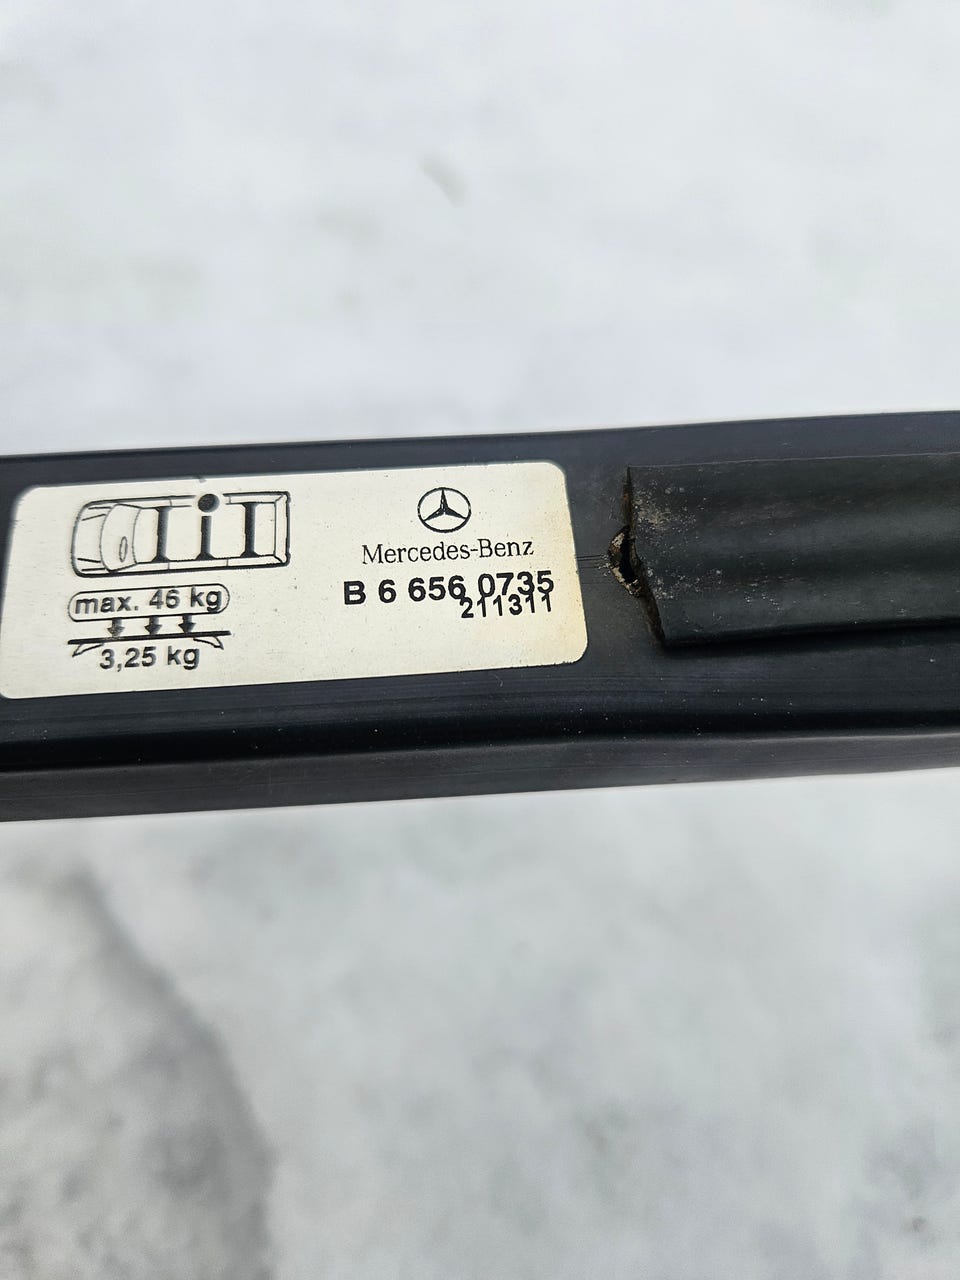 max. 46 kg
3,25 kg
Mercedes-Benz
B 6 656 0735
211311